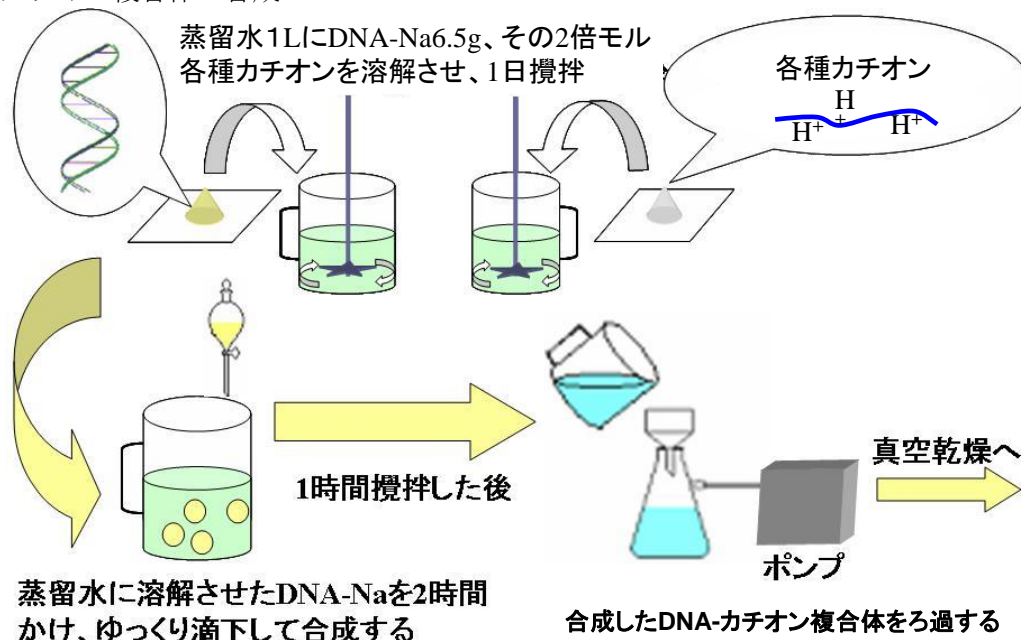 蒸留水１LにDNA-Na6.5g、その2倍モル
各種カチオンを溶解させ、1日攪拌
各種カチオン
H
+
H+ H+
1時間攪拌した後
真空乾燥へ
ポンプ
蒸留水に溶解させたDNA-Naを2時間
かけ、ゆっくり滴下して合成する
合成したDNA-カチオン複合体をろ過する